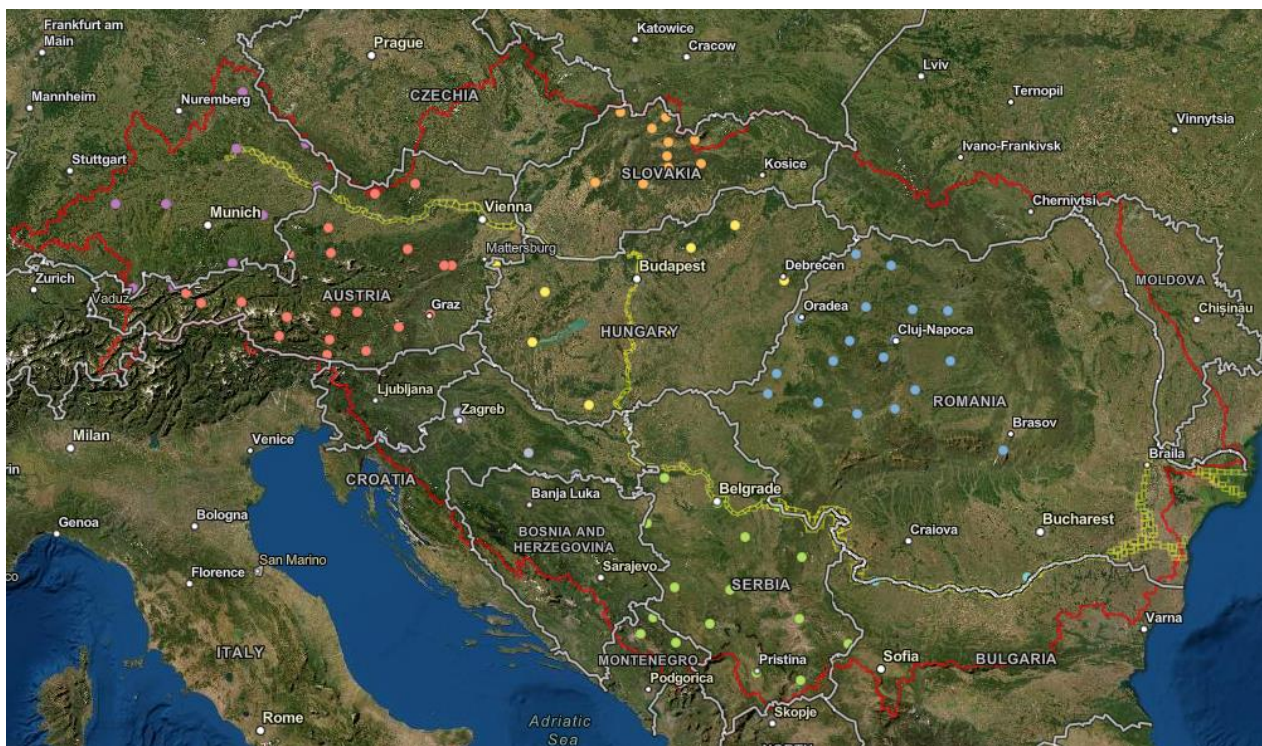 Frankfurt am
Main
Katowice
Prague
Cracow
Lviv
CZECHIA
Ternopil
Mannheim
Nuremberg
Vinnytsia
Ivano-Frankivsk
Stuttgart
SLOVAKIA
Kosice
Chernivtsi
Munich
Vienna
Mattersburg
Budapest
Debrecen
Zurich
Vaduz
AUSTRIA
MOLDOVA
Graz
Oradea
Chișinău
HUNGARY
Cluj-Napoca
Ljubljana
ROMANIA
Zagreb
Brasov
Milan
Venice
Braila
CROATIA
Banja Luka
Belgrade
Genoa
Bologna
BOSNIA AND
HERZEGOVINA
Craiova
Bucharest
San Marino
Florence
Sarajevo
SERBIA
Varna
ITALY
MONTENEGRO
Pristina
Sofia
BULGARIA
Podgorica
Rome
Adriatic
Sea
Skopje